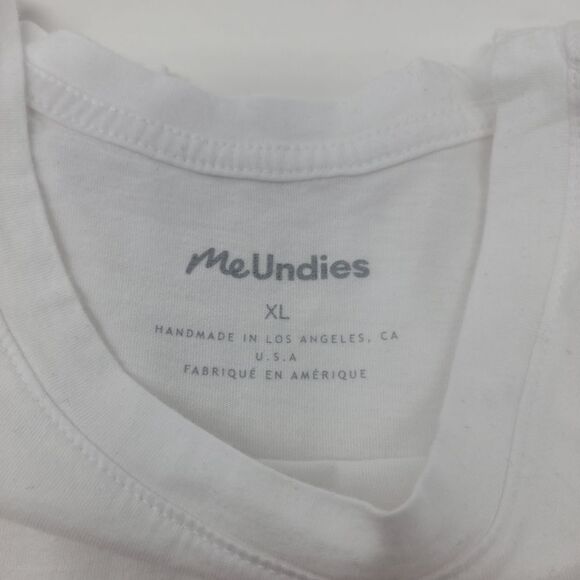 MeUndies
XL
HANDMADE IN LOS ANGELES, CA
U.S.A
FABRIQUÉ EN AMÉRIQUE